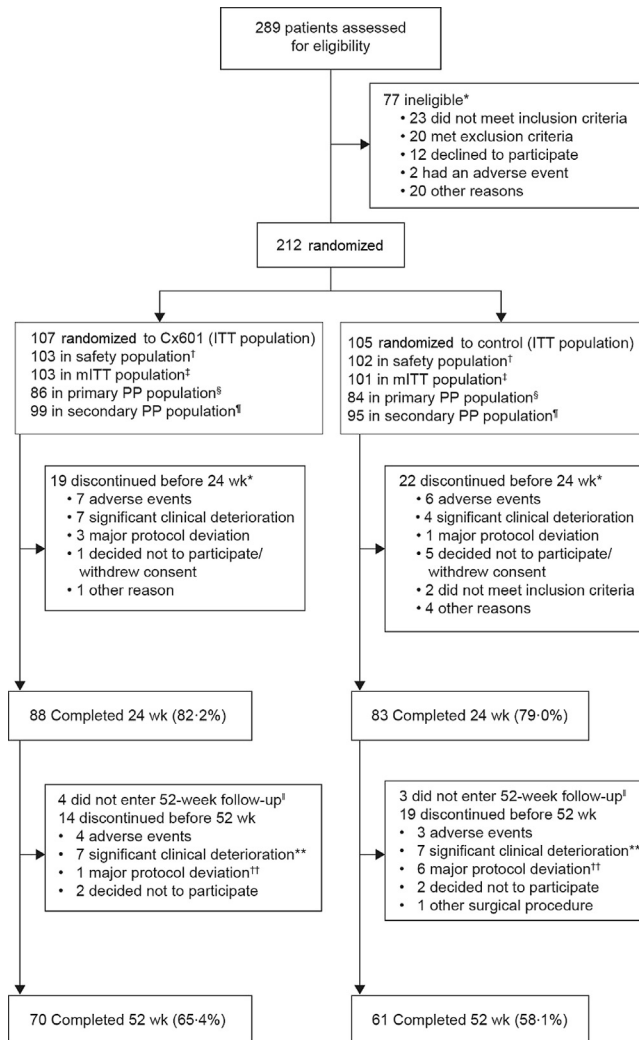 289 patients assessed
for eligibility
77 ineligible*
• 23 did not meet inclusion criteria
• 20 met exclusion criteria
• 12 declined to participate
• 2 had an adverse event
• 20 other reasons
212 randomized
107 randomized to Cx601 (ITT population)
103 in safety population†
103 in mITT population‡
86 in primary PP population§
99 in secondary PP population¶
105 randomized to control (ITT population)
102 in safety population†
101 in mITT population‡
84 in primary PP population§
95 in secondary PP population¶
19 discontinued before 24 wk*
• 7 adverse events
• 7 significant clinical deterioration
• 3 major protocol deviation
• 1 decided not to participate/
withdrew consent
• 1 other reason
22 discontinued before 24 wk*
• 6 adverse events
• 4 significant clinical deterioration
• 1 major protocol deviation
• 5 decided not to participate/
withdrew consent
• 2 did not meet inclusion criteria
• 4 other reasons
88 Completed 24 wk (82·2%)
83 Completed 24 wk (79·0%)
4 did not enter 52-week follow-up‖
14 discontinued before 52 wk
• 4 adverse events
• 7 significant clinical deterioration**
• 1 major protocol deviation††
• 2 decided not to participate
3 did not enter 52-week follow-up‖
19 discontinued before 52 wk
• 3 adverse events
• 7 significant clinical deterioration**
• 6 major protocol deviation††
• 2 decided not to participate
• 1 other surgical procedure
70 Completed 52 wk (65·4%)
61 Completed 52 wk (58·1%)